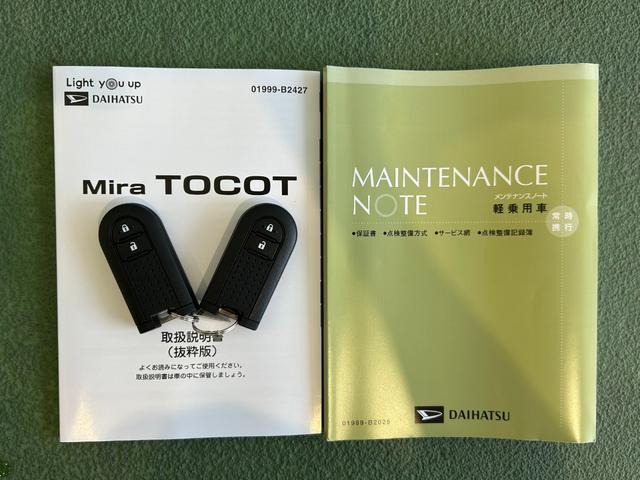 Light you up
DAIHATSU
01999-B2427
Mira TOCOT
取扱説明書
（抜粋版）
よくお読みになってご使用ください。
取扱説明書は車の中に保管しましょう。
MAINTENANCE
NOTE
メンテナンスノート
軽乗用車
常時
携行
●保証書 ●点検整備方式 ●サービス網 ●点検整備記録簿
01999-B2025
DAIHATSU